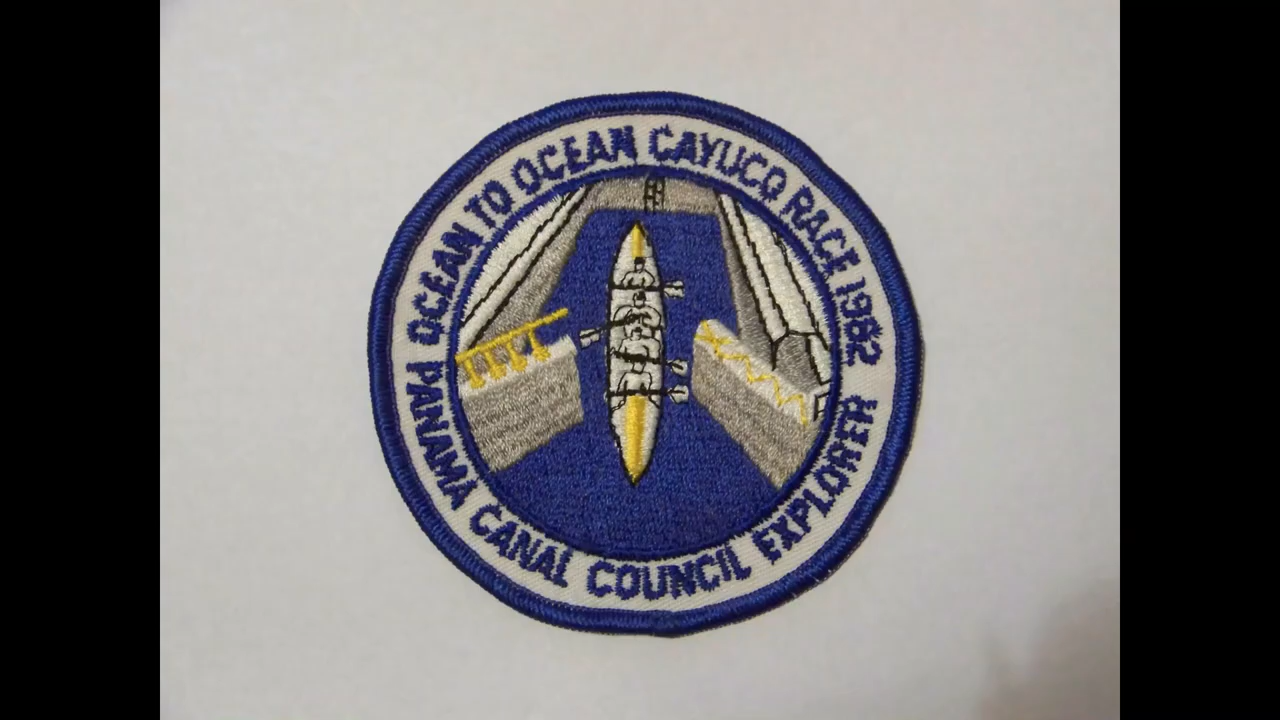 OCEAN TO OCEAN CAYUCO RACE 1982
PANAMA CANAL COUNCIL EXPLORER